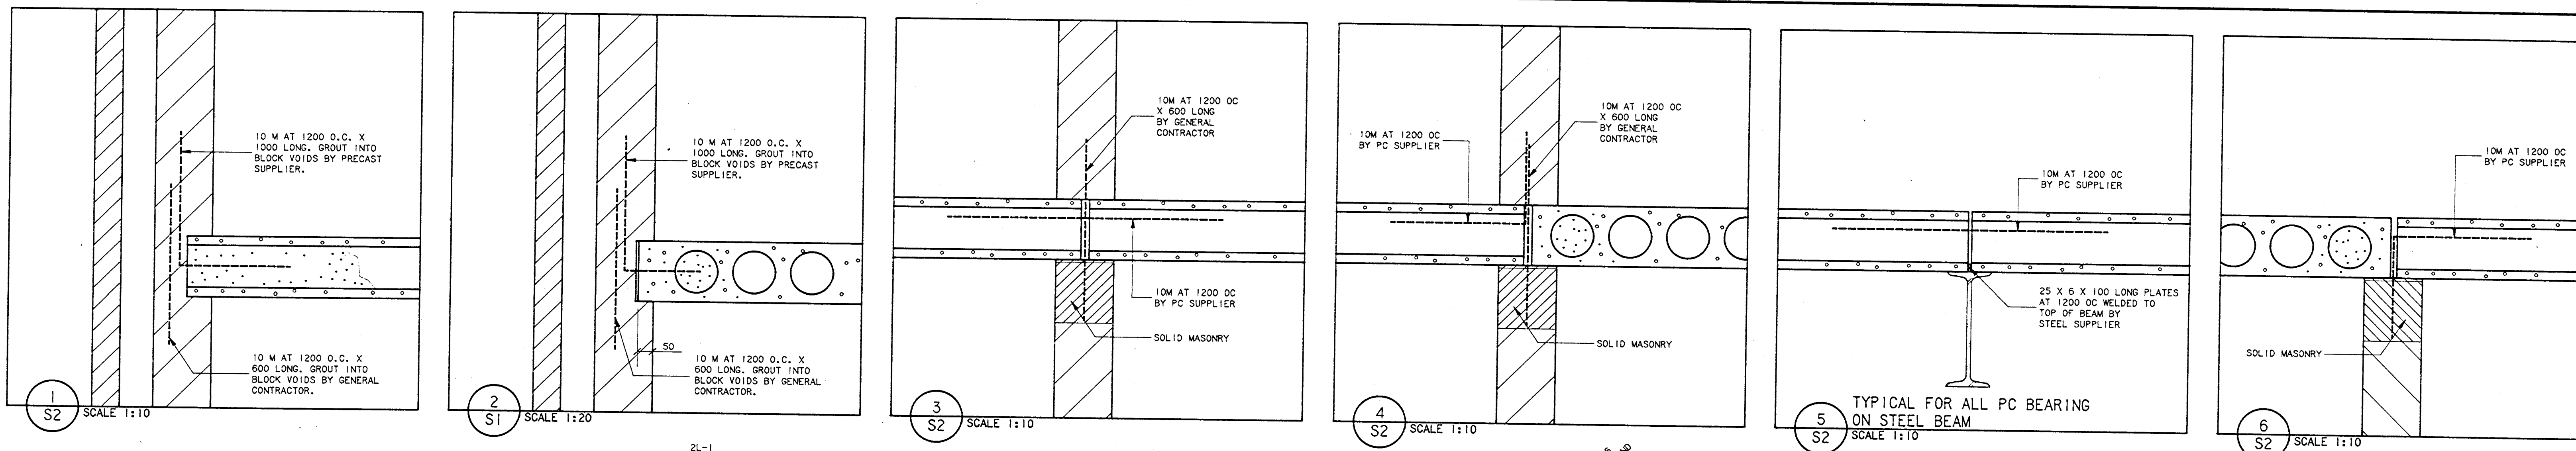 10 M AT 1200 O.C. X
1000 LONG. GROUT INTO
BLOCK VOIDS BY PRECAST
SUPPLIER.
10 M AT 1200 O.C. X
600 LONG. GROUT INTO
BLOCK VOIDS BY GENERAL
CONTRACTOR.
1
S2
SCALE 1:10
10 M AT 1200 O.C. X
1000 LONG. GROUT INTO
BLOCK VOIDS BY PRECAST
SUPPLIER.
50
10 M AT 1200 O.C. X
600 LONG. GROUT INTO
BLOCK VOIDS BY GENERAL
CONTRACTOR.
2
S1
SCALE 1:20
2L-1
10M AT 1200 OC
X 600 LONG
BY GENERAL
CONTRACTOR
10M AT 1200 OC
BY PC SUPPLIER
SOLID MASONRY
3
S2
SCALE 1:10
10M AT 1200 OC
BY PC SUPPLIER
10M AT 1200 OC
X 600 LONG
BY GENERAL
CONTRACTOR
SOLID MASONRY
4
S2
SCALE 1:10
10M AT 1200 OC
BY PC SUPPLIER
25 X 6 X 100 LONG PLATES
AT 1200 OC WELDED TO
TOP OF BEAM BY
STEEL SUPPLIER
5
S2
TYPICAL FOR ALL PC BEARING
ON STEEL BEAM
SCALE 1:10
10M AT 1200 OC
BY PC SUPPLIER
SOLID MASONRY
6
S2
SCALE 1:10